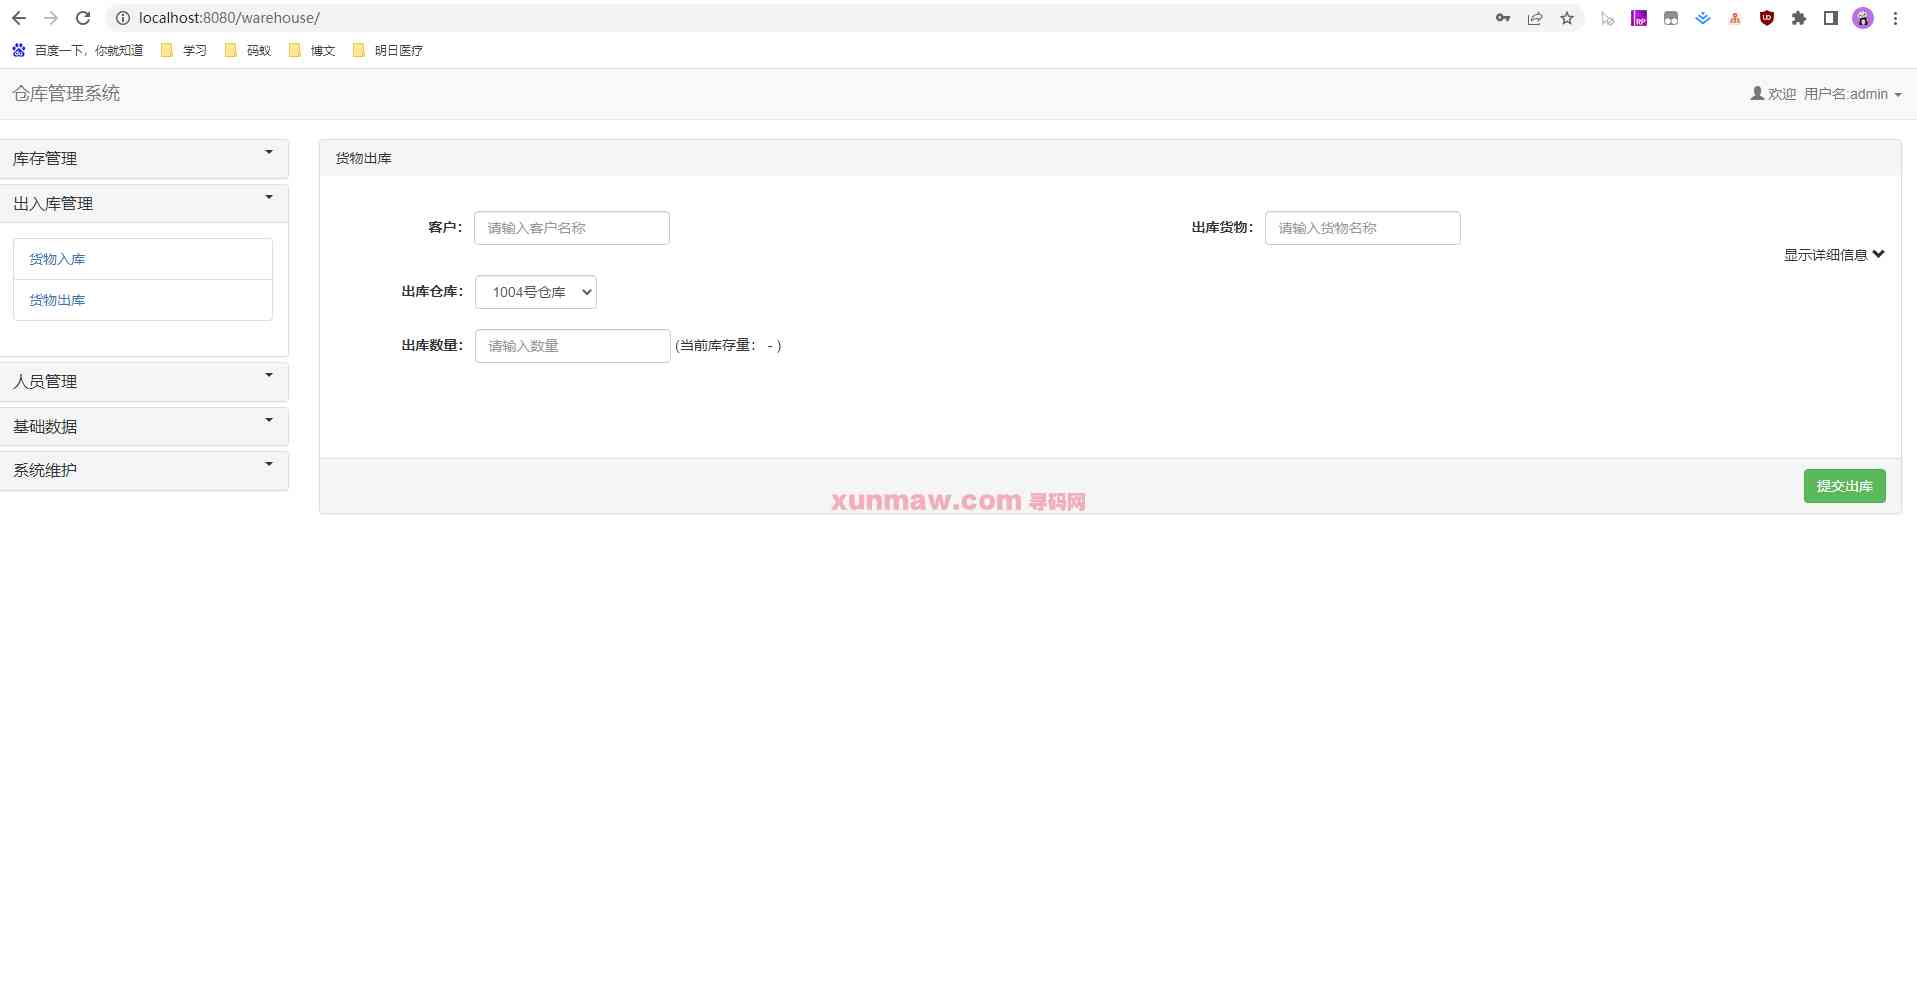 localhost:8080/warehouse/
百度一下，你就知道 学习 码蚁 博文 明日医疗
仓库管理系统
欢迎 用户名:admin
库存管理
出入库管理
货物入库
货物出库
人员管理
基础数据
系统维护
货物出库
客户： 请输入客户名称
出库货物： 请输入货物名称
显示详细信息
出库仓库： 1004号仓库
出库数量： 请输入数量 (当前库存量： - )
提交出库
xunmaw.com 寻码网